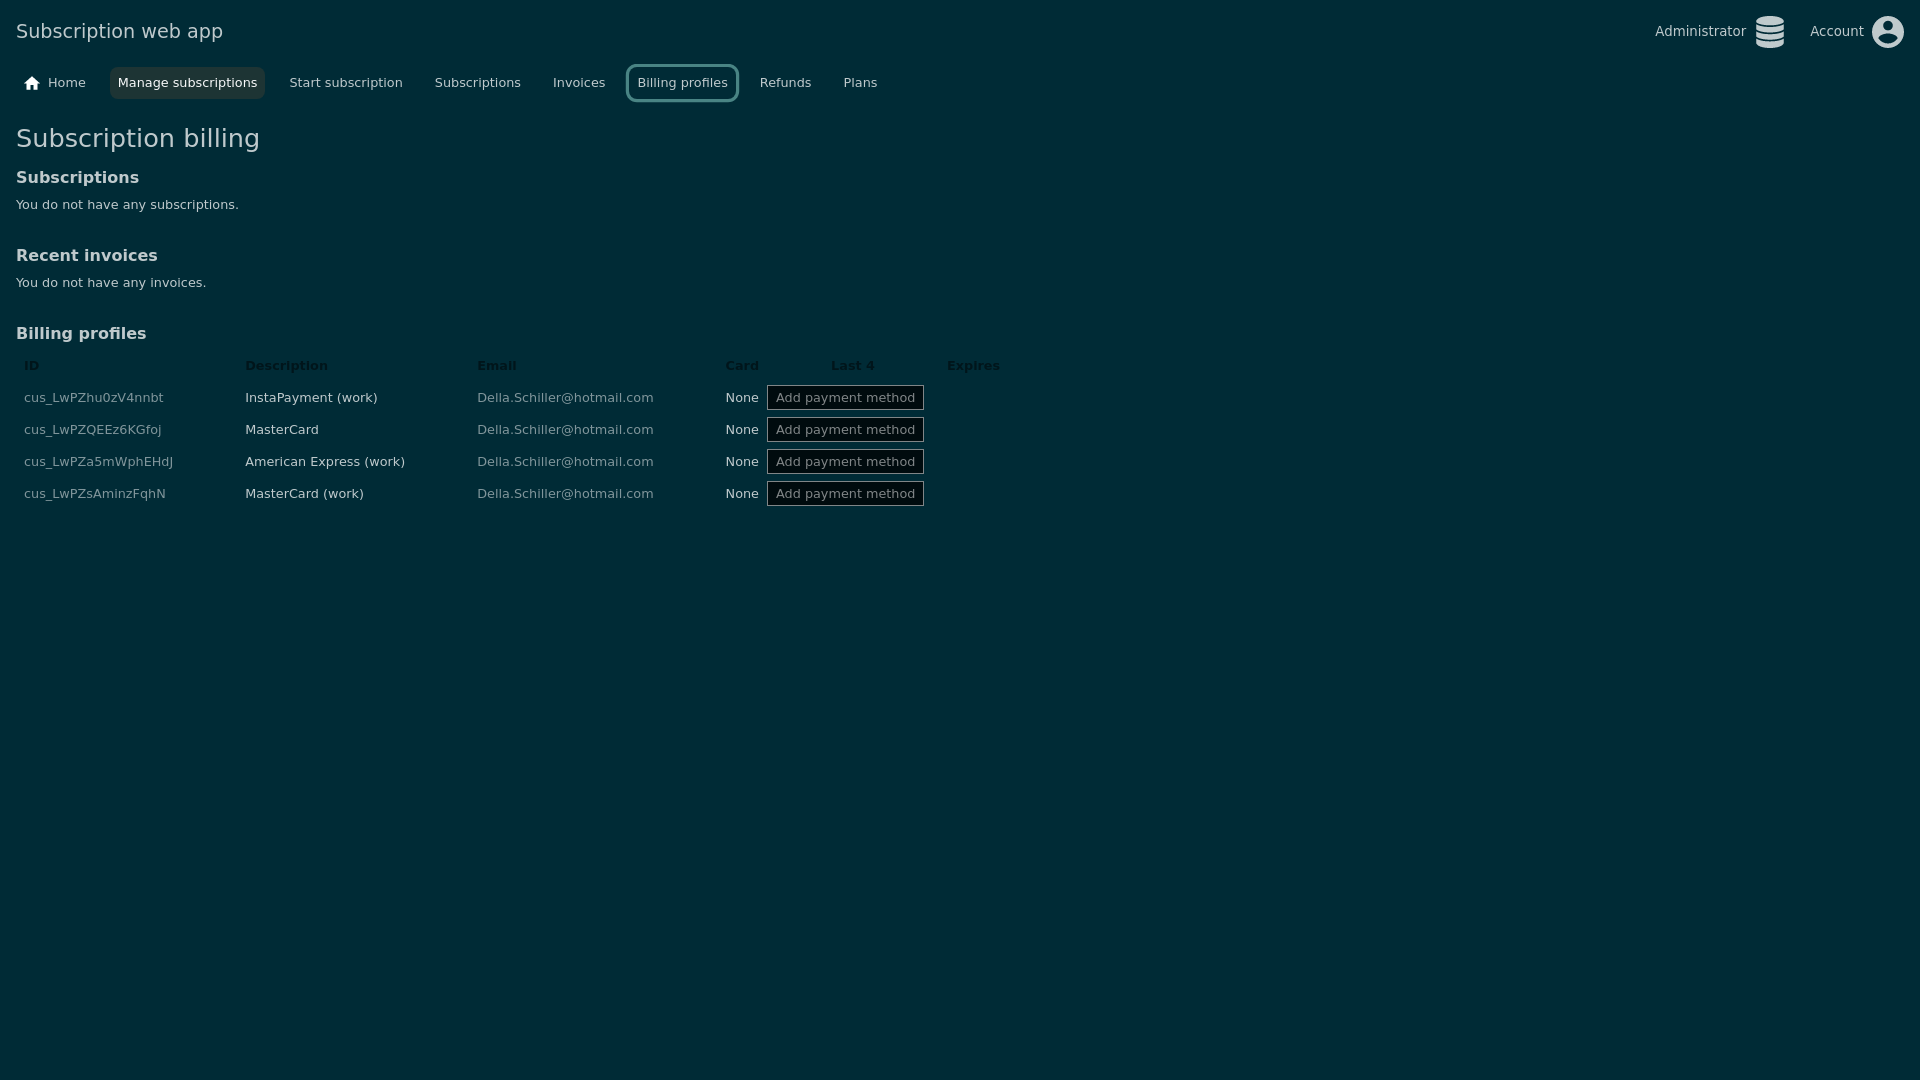 Subscription web app
Administrator
Account
Home
Manage subscriptions
Start subscription
Subscriptions
Invoices
Billing profiles
Refunds
Plans
Subscription billing
Subscriptions
You do not have any subscriptions.
Recent invoices
You do not have any invoices.
Billing profiles
ID Description Email Card Last 4 Expires
cus_LwPZhu0zV4nnbt InstaPayment (work) Della.Schiller@hotmail.com None Add payment method
cus_LwPZQEEz6KGfoj MasterCard Della.Schiller@hotmail.com None Add payment method
cus_LwPZa5mWphEHdJ American Express (work) Della.Schiller@hotmail.com None Add payment method
cus_LwPZsAminzFqhN MasterCard (work) Della.Schiller@hotmail.com None Add payment method